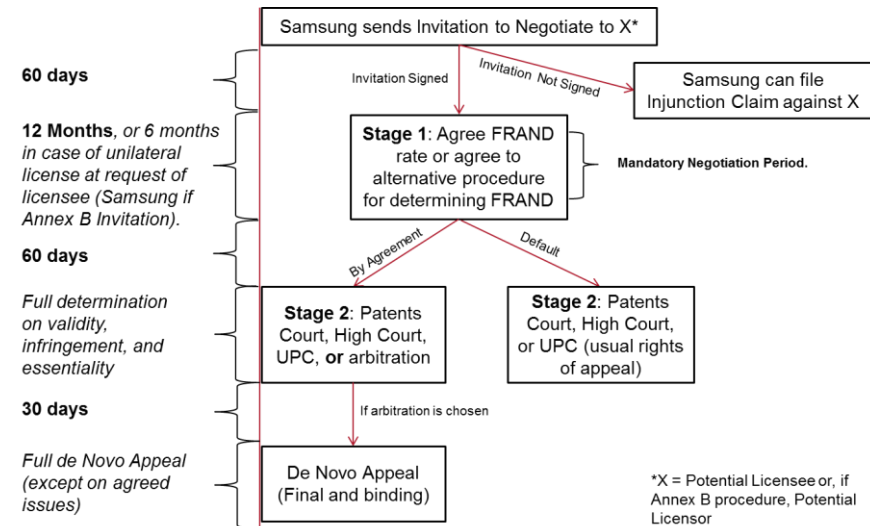 Samsung sends Invitation to Negotiate to X*
60 days
Invitation Signed
Invitation Not Signed
Samsung can file
Injunction Claim against X
12 Months, or 6 months
in case of unilateral
license at request of
licensee (Samsung if
Annex B Invitation).
Stage 1: Agree FRAND
rate or agree to
alternative procedure
for determining FRAND
Mandatory Negotiation Period.
60 days
By Agreement
Default
Full determination
on validity,
infringement, and
essentiality
Stage 2: Patents
Court, High Court,
UPC, or arbitration
Stage 2: Patents
Court, High Court,
or UPC (usual rights
of appeal)
30 days
If arbitration is chosen
Full de Novo Appeal
(except on agreed
issues)
De Novo Appeal
(Final and binding)
*X = Potential Licensee or, if
Annex B procedure, Potential
Licensor